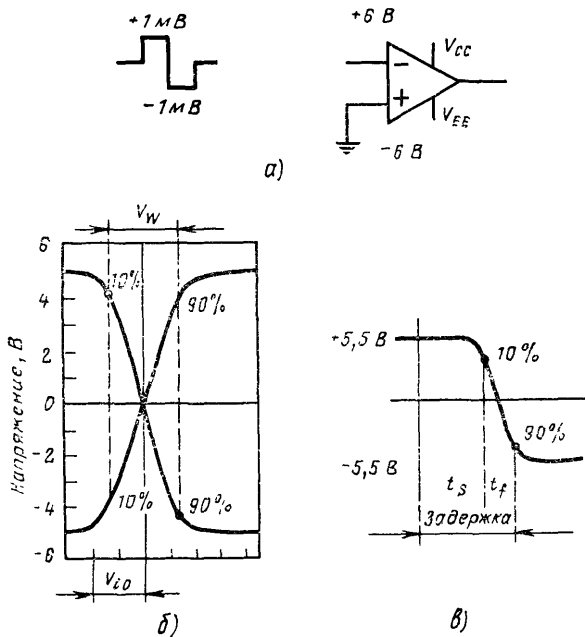 +1мВ
-1мВ
+6 В
-
+
VCC
VEE
-6 В
а)
VW
6
4
2
0
-2
-4
-6
Напряжение, В
10%
90%
10%
90%
Vio
б)
+5,5 В
-5,5 В
10%
90%
ts
tf
Задержка
в)